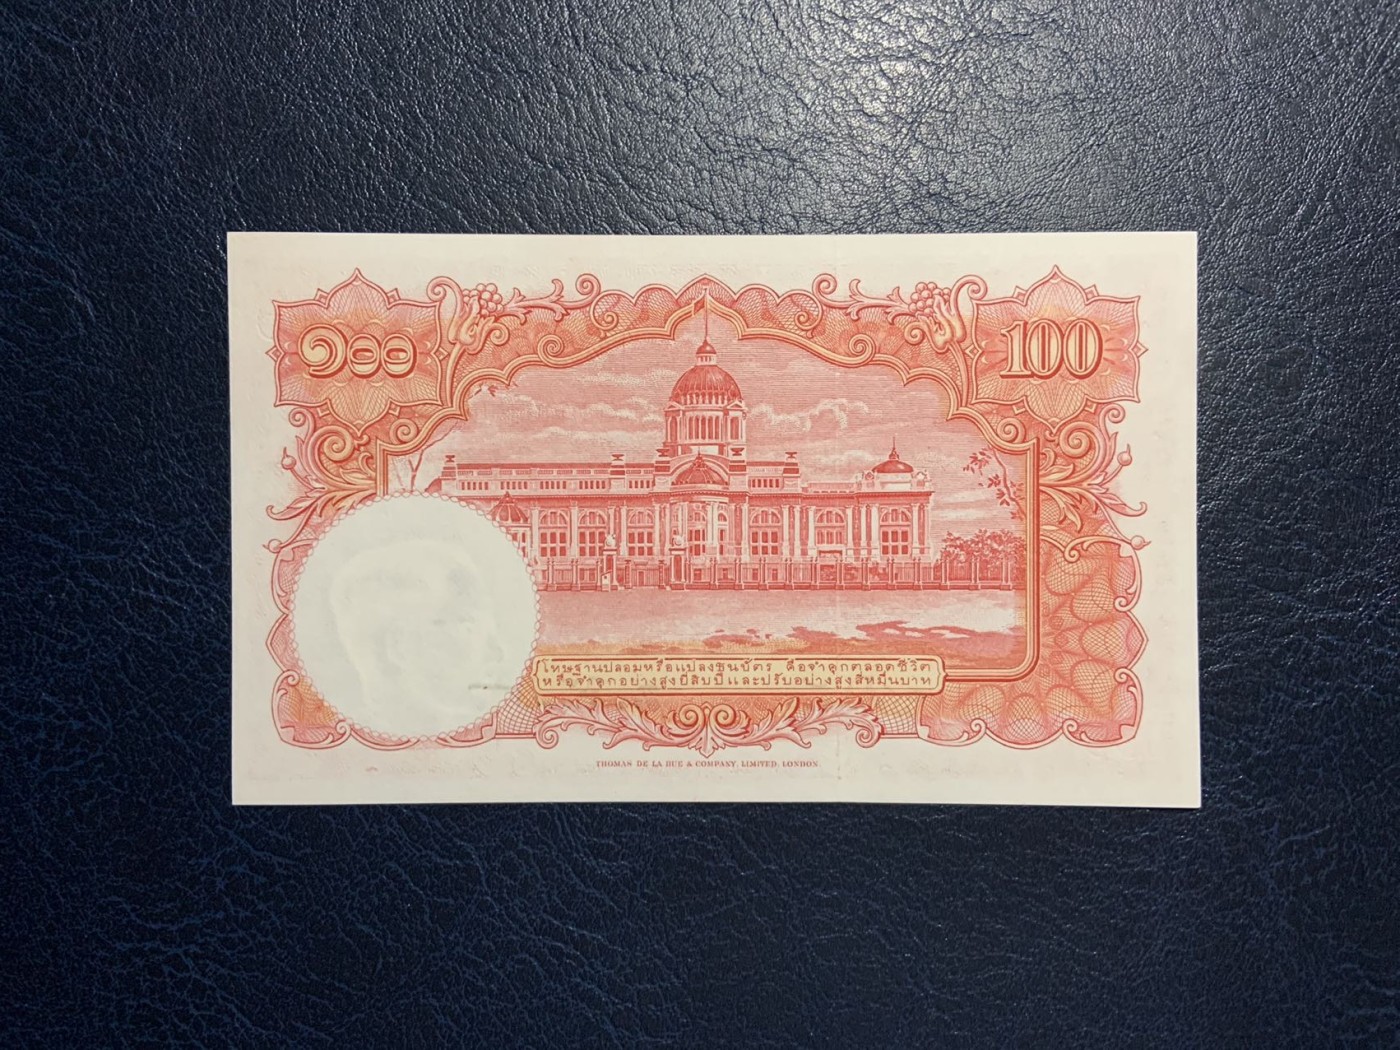 ๑๐๐
100
โทษฐานปลอมหรือแปลงธนบัตร คือจำคุกตลอดชีวิต
หรือจำคุกอย่างสูงยี่สิบปีและปรับอย่างสูงสี่หมื่นบาท
THOMAS DE LA RUE & COMPANY, LIMITED, LONDON.